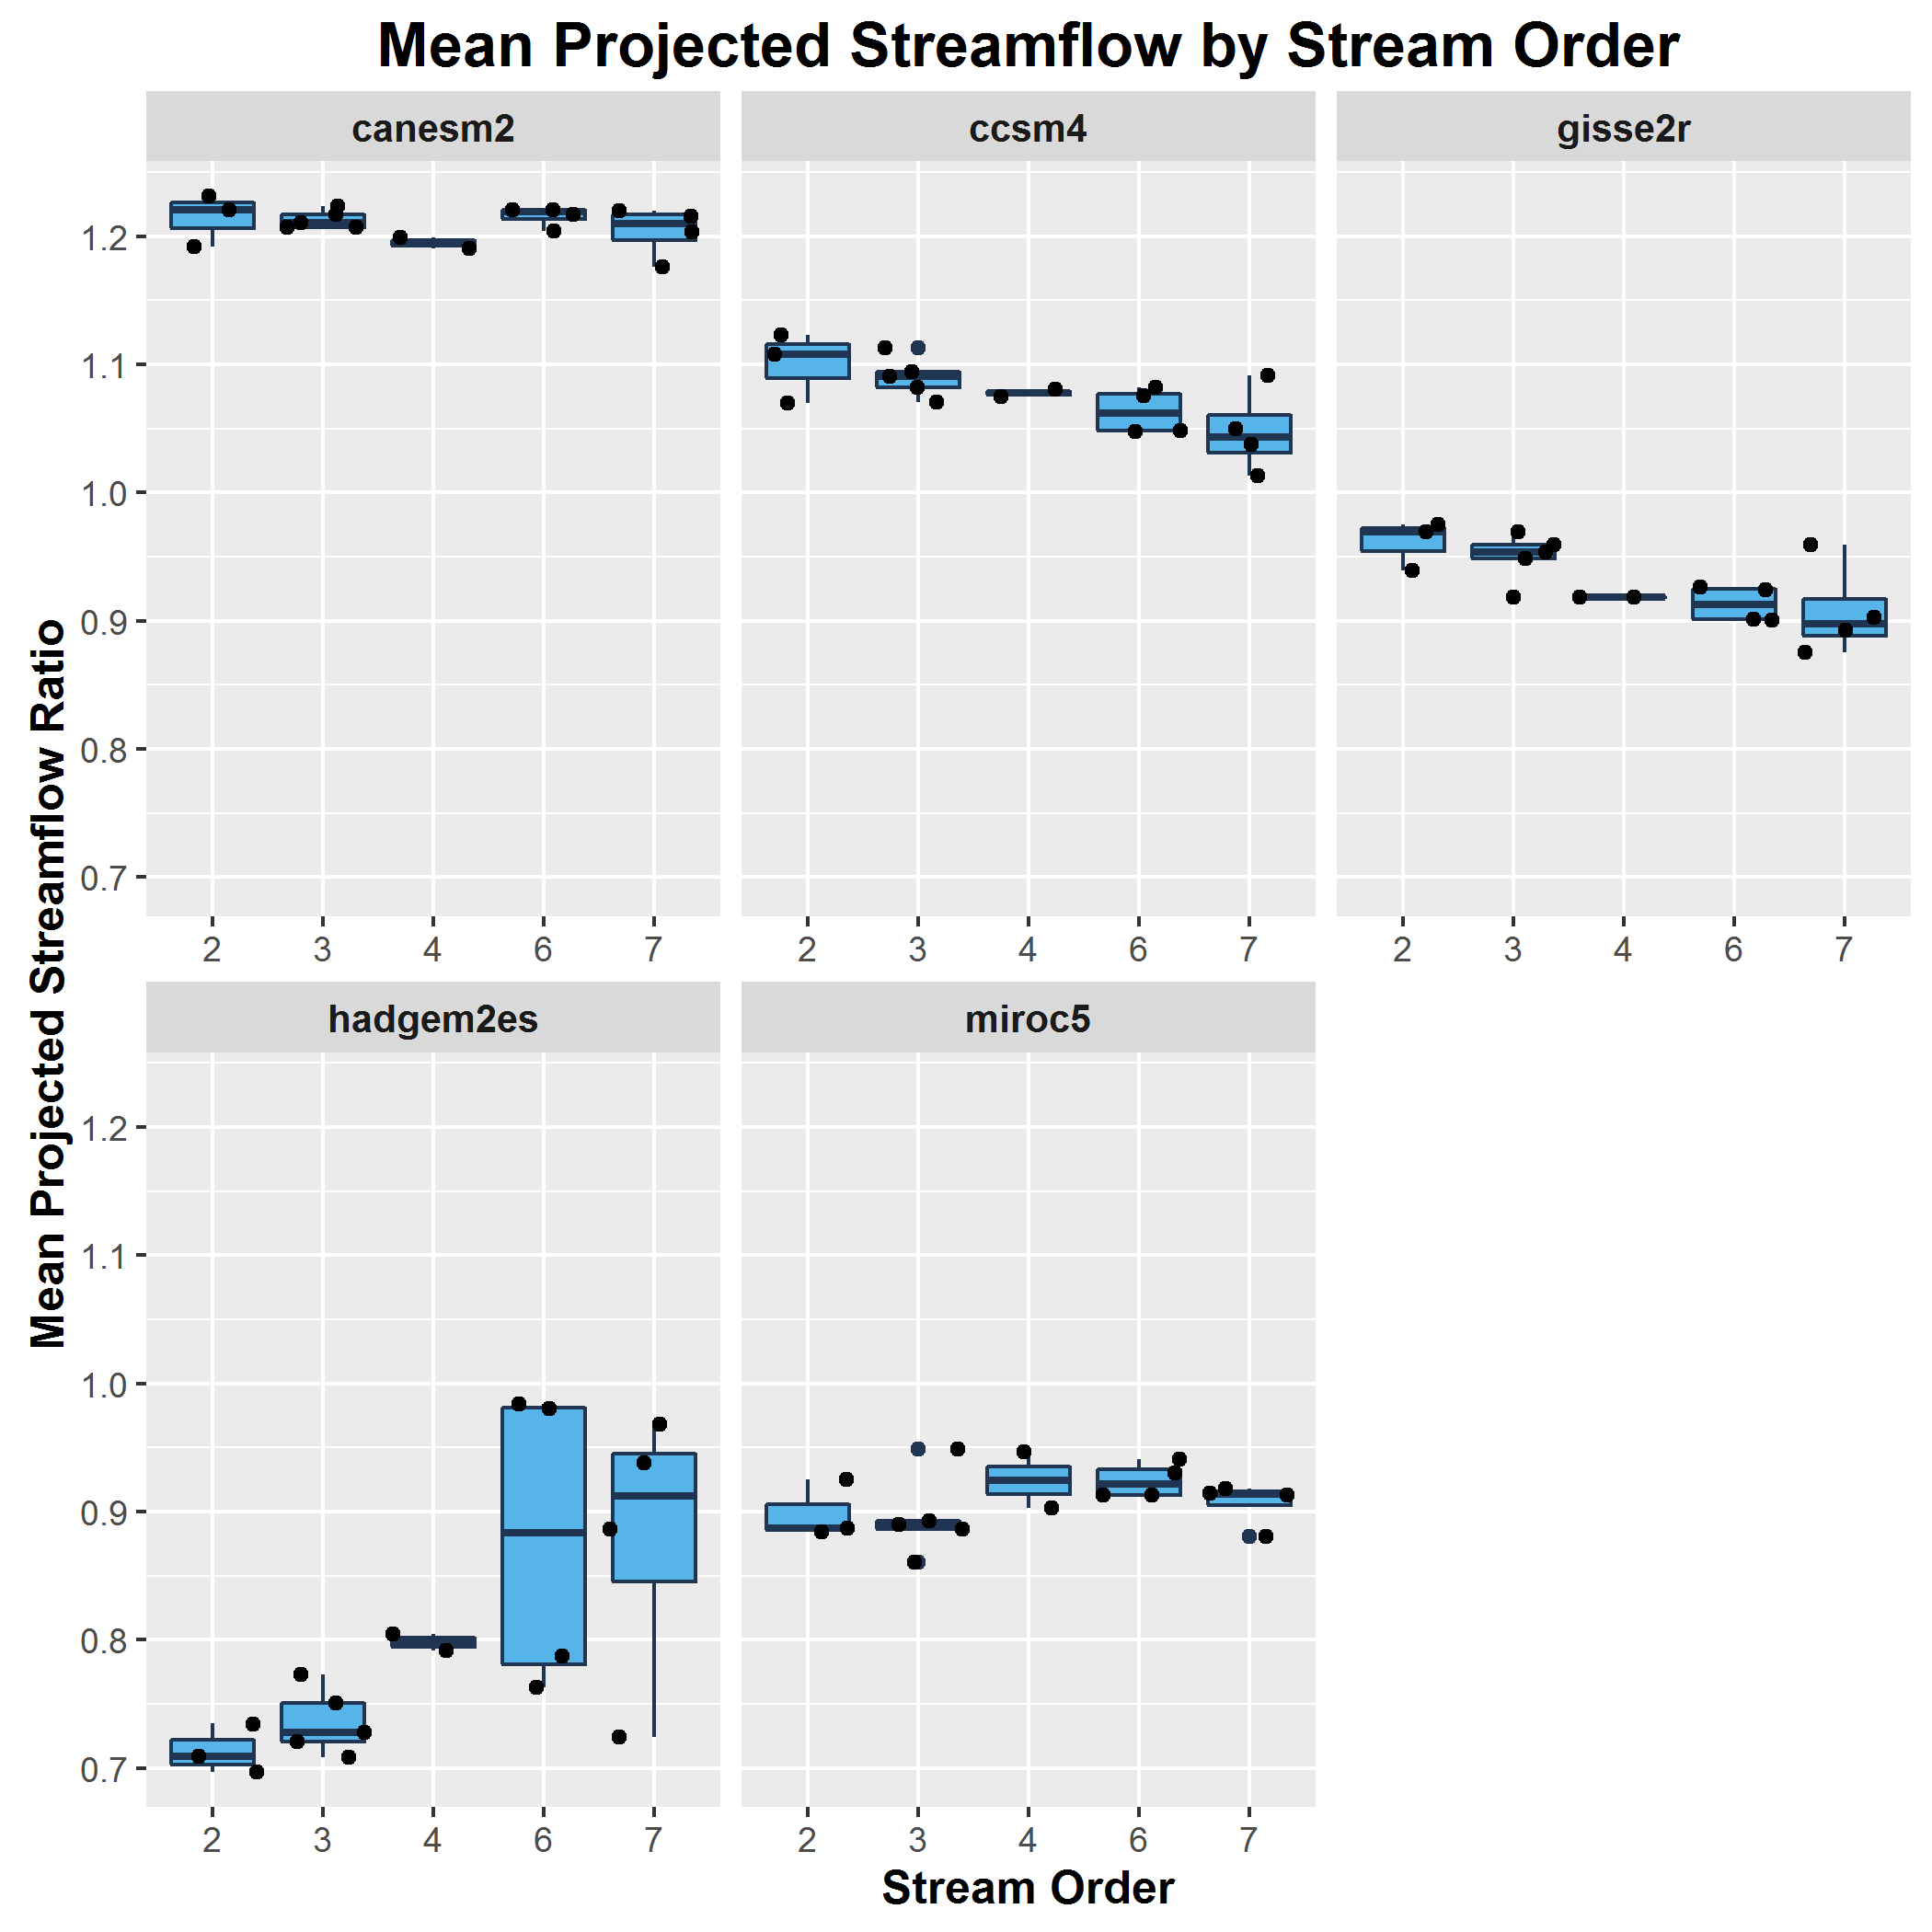 Mean Projected Streamflow by Stream Order
canesm2
ccsm4
gisse2r
Mean Projected Streamflow Ratio
1.2
1.1
1.0
0.9
0.8
0.7
2 3 4 6 7
2 3 4 6 7
2 3 4 6 7
hadgem2es
miroc5
1.2
1.1
1.0
0.9
0.8
0.7
2 3 4 6 7
2 3 4 6 7
Stream Order